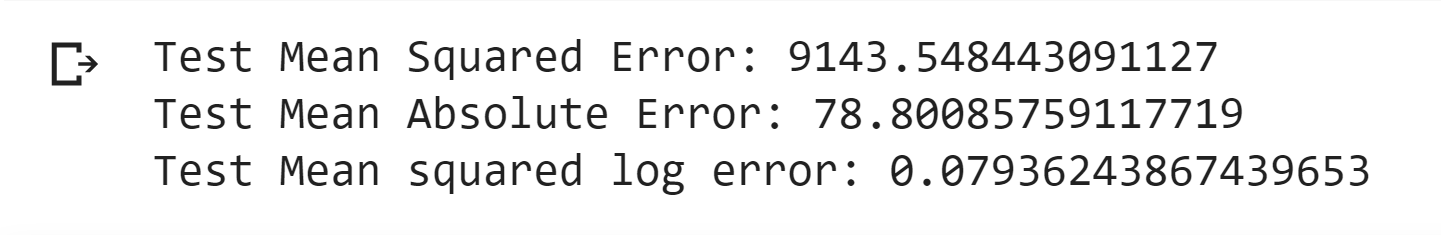 Test Mean Squared Error: 9143.548443091127
Test Mean Absolute Error: 78.80085759117719
Test Mean squared log error: 0.07936243867439653